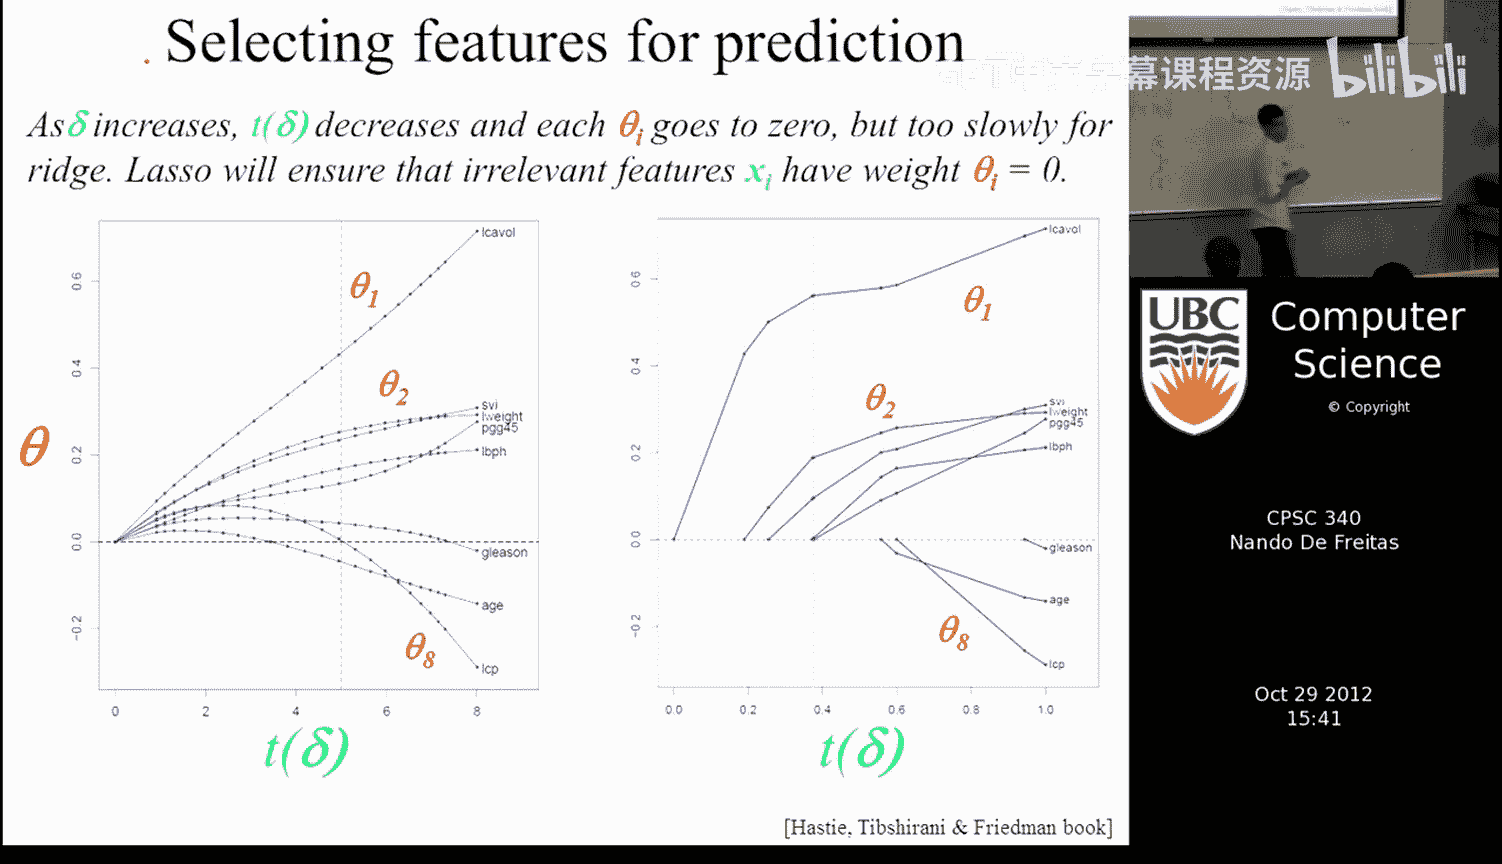 Selecting features for prediction
As δ increases, t(δ) decreases and each θi goes to zero, but too slowly for
ridge. Lasso will ensure that irrelevant features xi have weight θi = 0.
θ
0.6
0.4
0.2
0.0
−0.2
0 2 4 6 8
θ1
θ2
θ8
lcavol
svi
lweight
pgg45
lbph
gleason
age
lcp
t(δ)
0.6
0.4
0.2
0.0
−0.2
0.0 0.2 0.4 0.6 0.8 1.0
θ1
θ2
θ8
lcavol
svi
lweight
pgg45
lbph
gleason
age
lcp
t(δ)
[Hastie, Tibshirani & Friedman book]
幕课程资源 bilibili
UBC
Computer
Science
© Copyright
CPSC 340
Nando De Freitas
Oct 29 2012
15:41